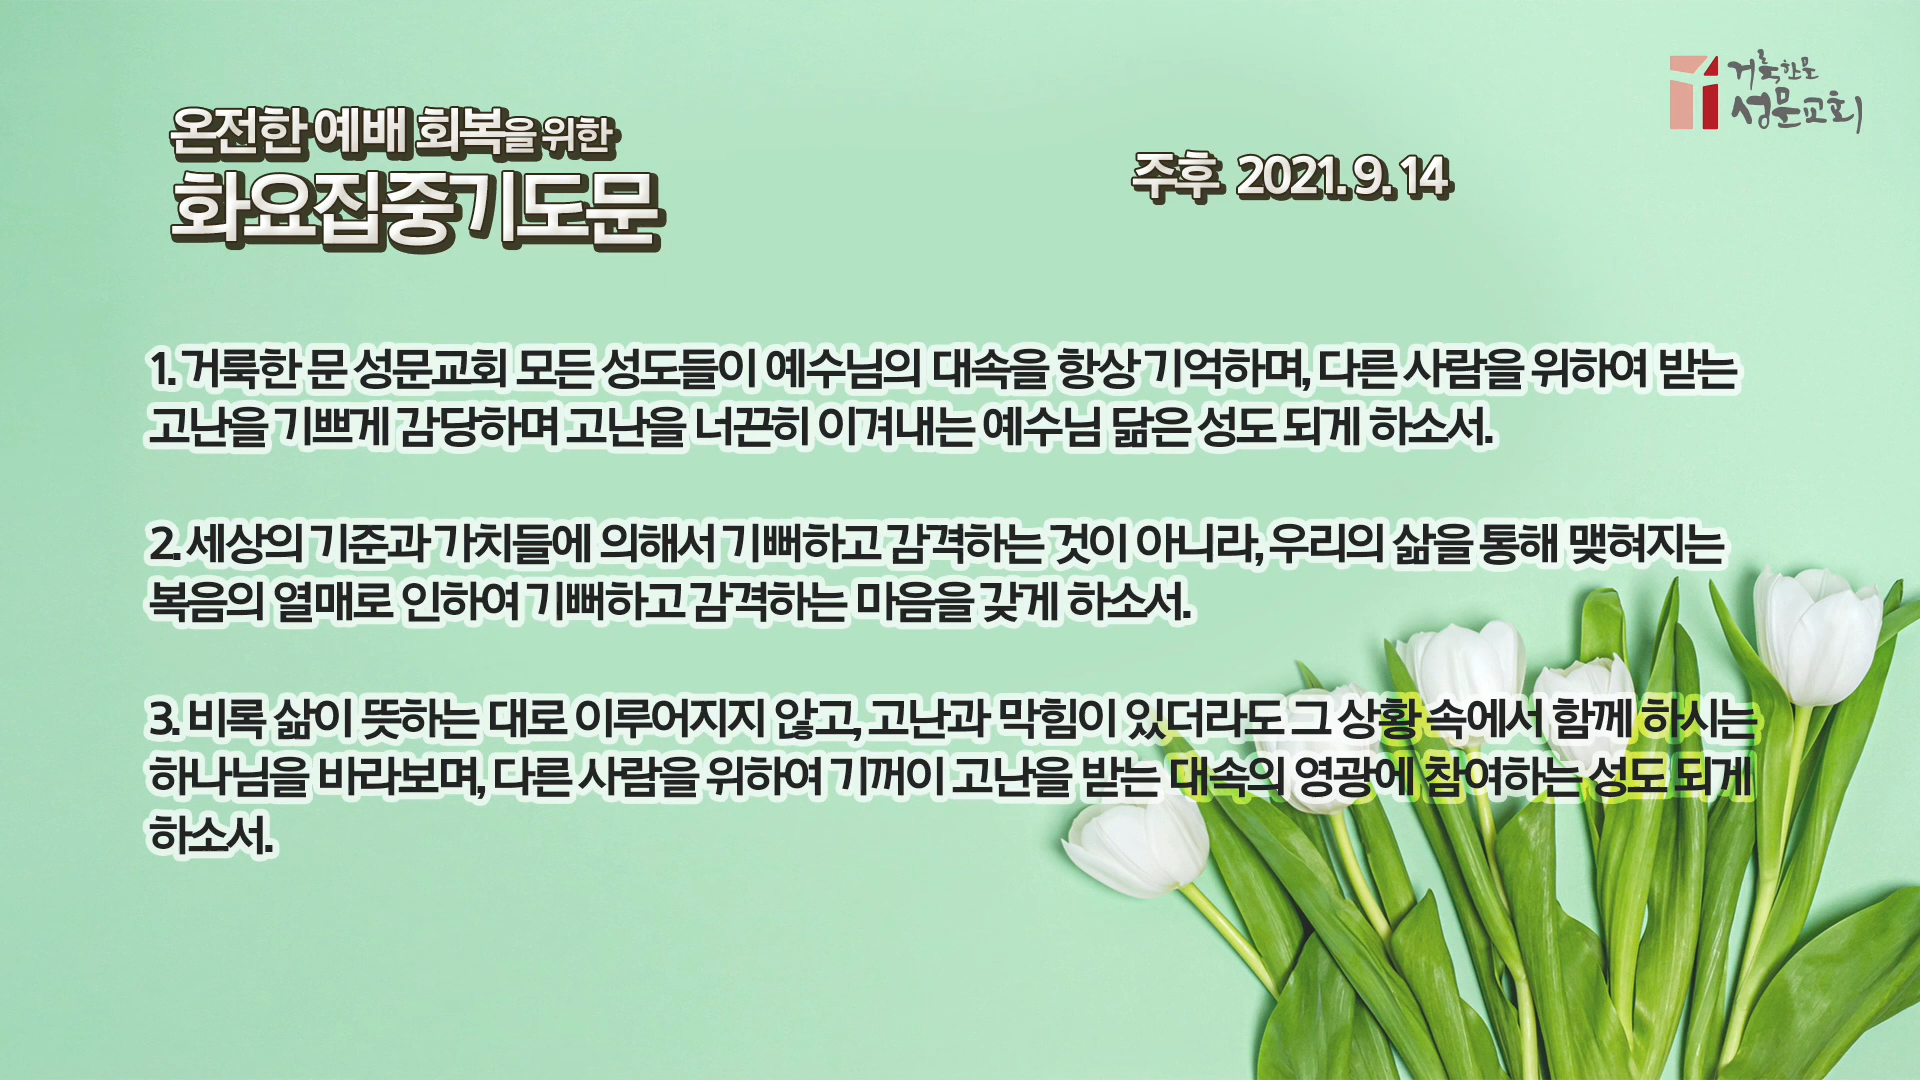 거룩한문
성문교회
온전한 예배 회복을 위한
화요집중기도문
주후 2021. 9. 14
1. 거룩한 문 성문교회 모든 성도들이 예수님의 대속을 항상 기억하며, 다른 사람을 위하여 받는
고난을 기쁘게 감당하며 고난을 너끈히 이겨내는 예수님 닮은 성도 되게 하소서.
2. 세상의 기준과 가치들에 의해서 기뻐하고 감격하는 것이 아니라, 우리의 삶을 통해 맺혀지는
복음의 열매로 인하여 기뻐하고 감격하는 마음을 갖게 하소서.
3. 비록 삶이 뜻하는 대로 이루어지지 않고, 고난과 막힘이 있더라도 그 상황 속에서 함께 하시는
하나님을 바라보며, 다른 사람을 위하여 기꺼이 고난을 받는 대속의 영광에 참여하는 성도 되게
하소서.